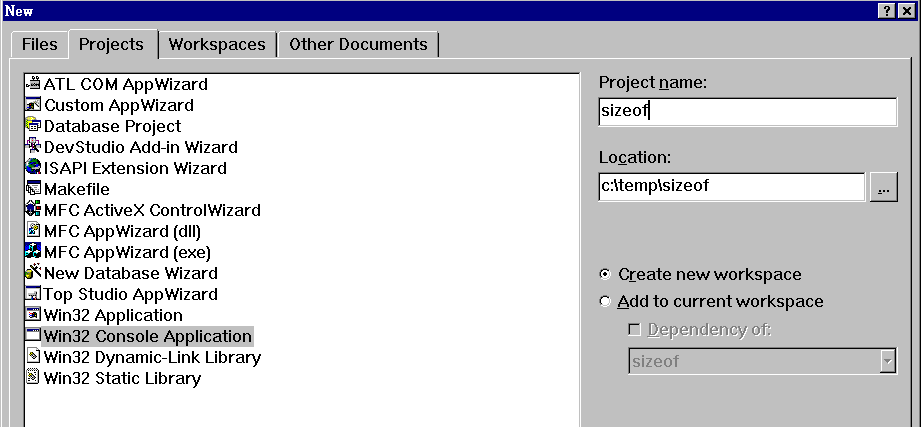 New
Files Projects Workspaces Other Documents
ATL COM AppWizard
Custom AppWizard
Database Project
DevStudio Add-in Wizard
ISAPI Extension Wizard
Makefile
MFC ActiveX ControlWizard
MFC AppWizard (dll)
MFC AppWizard (exe)
New Database Wizard
Top Studio AppWizard
Win32 Application
Win32 Console Application
Win32 Dynamic-Link Library
Win32 Static Library
Project name:
sizeof
Location:
c:\temp\sizeof
...
Create new workspace
Add to current workspace
Dependency of:
sizeof